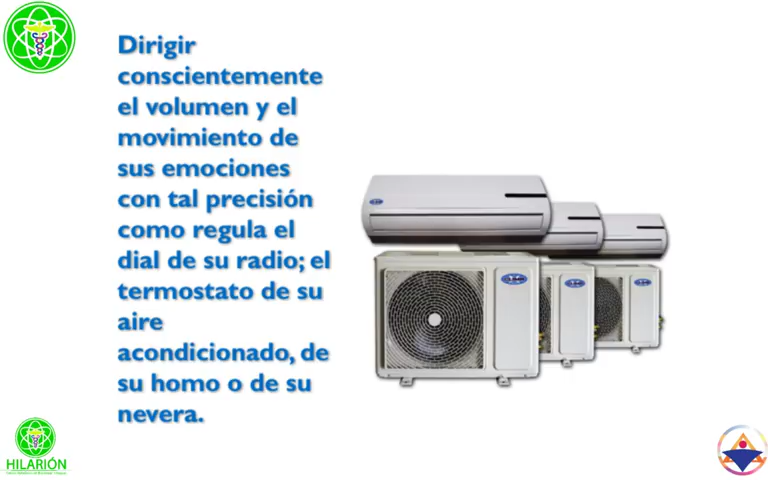 Dirigir
conscientemente
el volumen y el
movimiento de
sus emociones
con tal precisión
como regula el
dial de su radio; el
termostato de su
aire
acondicionado, de
su homo o de su
nevera.
HILARIÓN